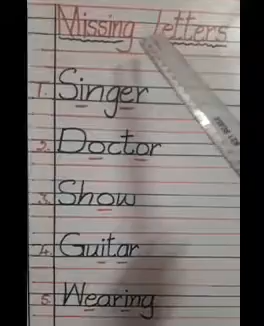 Missing letters
1. Singer
2. Doctor
3. Show
4. Guitar
5. Wearing